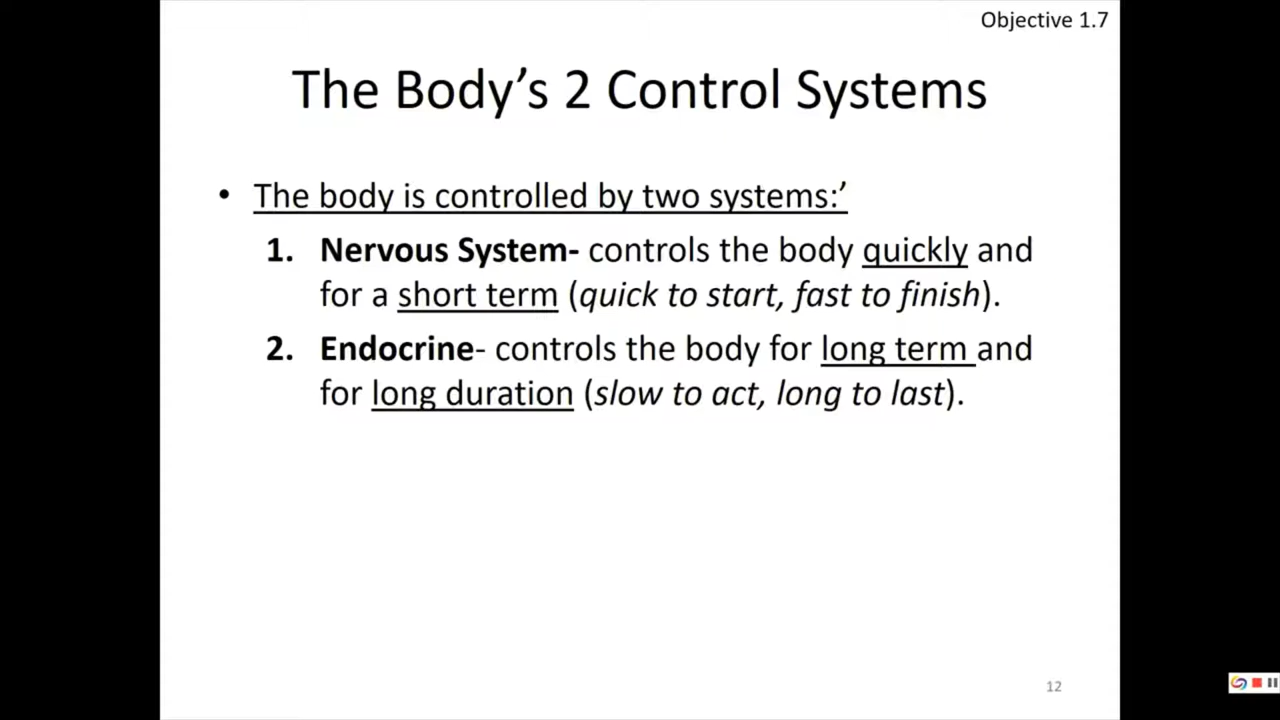 Objective 1.7
The Body’s 2 Control Systems
• The body is controlled by two systems:’
1. Nervous System- controls the body quickly and
for a short term (quick to start, fast to finish).
2. Endocrine- controls the body for long term and
for long duration (slow to act, long to last).
12